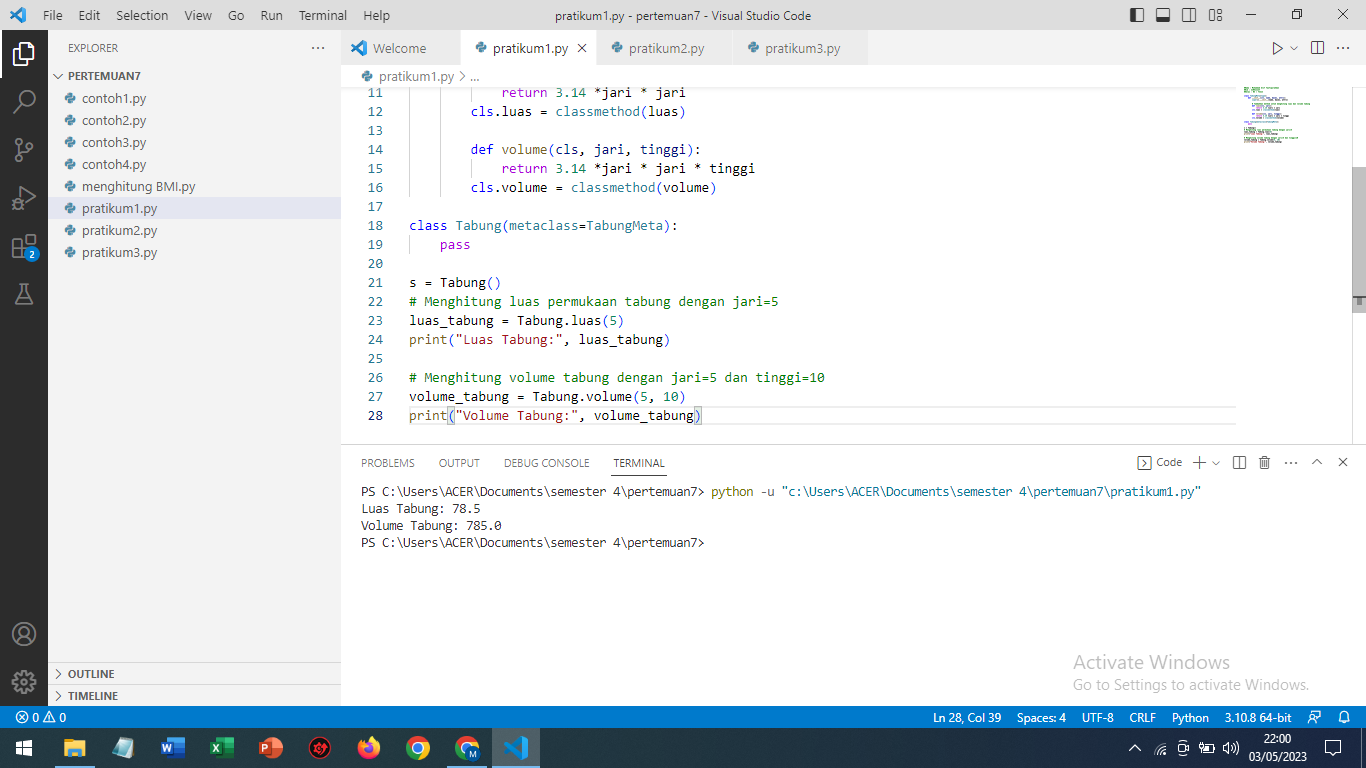 File Edit Selection View Go Run Terminal Help pratikum1.py - pertemuan7 - Visual Studio Code
EXPLORER
PERTEMUAN7
contoh1.py
contoh2.py
contoh3.py
contoh4.py
menghitung BMI.py
pratikum1.py
pratikum2.py
pratikum3.py
OUTLINE
TIMELINE
2
Welcome pratikum1.py pratikum2.py pratikum3.py
pratikum1.py > ...
11 return 3.14 *jari * jari
12 cls.luas = classmethod(luas)
13
14 def volume(cls, jari, tinggi):
15 return 3.14 *jari * jari * tinggi
16 cls.volume = classmethod(volume)
17
18 class Tabung(metaclass=TabungMeta):
19 pass
20
21 s = Tabung()
22 # Menghitung luas permukaan tabung dengan jari=5
23 luas_tabung = Tabung.luas(5)
24 print("Luas Tabung:", luas_tabung)
25
26 # Menghitung volume tabung dengan jari=5 dan tinggi=10
27 volume_tabung = Tabung.volume(5, 10)
28 print("Volume Tabung:", volume_tabung)
PROBLEMS OUTPUT DEBUG CONSOLE TERMINAL Code
PS C:\Users\ACER\Documents\semester 4\pertemuan7> python -u "c:\Users\ACER\Documents\semester 4\pertemuan7\pratikum1.py"
Luas Tabung: 78.5
Volume Tabung: 785.0
PS C:\Users\ACER\Documents\semester 4\pertemuan7>
Activate Windows
Go to Settings to activate Windows.
0 0 Ln 28, Col 39 Spaces: 4 UTF-8 CRLF Python 3.10.8 64-bit
22:00
03/05/2023